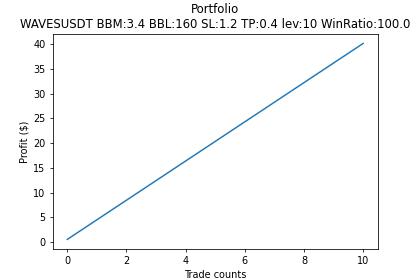 Portfolio
WAVESUSDT BBM:3.4 BBL:160 SL:1.2 TP:0.4 lev:10 WinRatio:100.0
40
35
30
25
20
15
10
5
0
Profit ($)
0 2 4 6 8 10
Trade counts